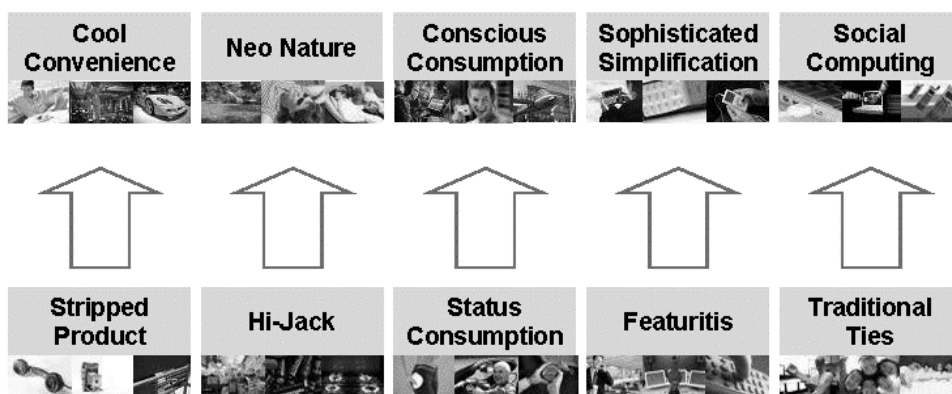 Cool
Convenience
Neo Nature
Conscious
Consumption
Sophisticated
Simplification
Social
Computing
Stripped
Product
Hi-Jack
Status
Consumption
Featuritis
Traditional
Ties